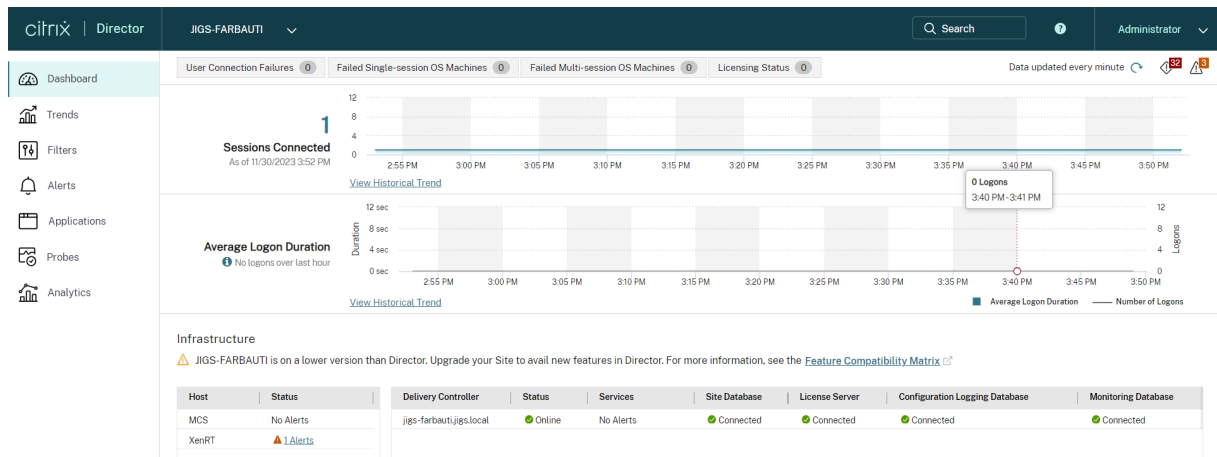 citrix | Director
JIGS-FARBAUTI
Search
?
Administrator
Dashboard
Trends
Filters
Alerts
Applications
Probes
Analytics
User Connection Failures 0
Failed Single-session OS Machines 0
Failed Multi-session OS Machines 0
Licensing Status 0
Data updated every minute
32
3
1
Sessions Connected
As of 11/30/2023 3:52 PM
12
8
4
0
2:55 PM 3:00 PM 3:05 PM 3:10 PM 3:15 PM 3:20 PM 3:25 PM 3:30 PM 3:35 PM 3:40 PM 3:45 PM 3:50 PM
View Historical Trend
0 Logons
3:40 PM-3:41 PM
Average Logon Duration
No logons over last hour
Duration
12 sec
8 sec
4 sec
0 sec
12
8
4
0
Logons
2:55 PM 3:00 PM 3:05 PM 3:10 PM 3:15 PM 3:20 PM 3:25 PM 3:30 PM 3:35 PM 3:40 PM 3:45 PM 3:50 PM
View Historical Trend
Average Logon Duration
Number of Logons
Infrastructure
JIGS-FARBAUTI is on a lower version than Director. Upgrade your Site to avail new features in Director. For more information, see the Feature Compatibility Matrix
Host Status
MCS No Alerts
XenRT 1 Alerts
Delivery Controller Status Services Site Database License Server Configuration Logging Database Monitoring Database
jigs-farbauti.jigs.local Online No Alerts Connected Connected Connected Connected